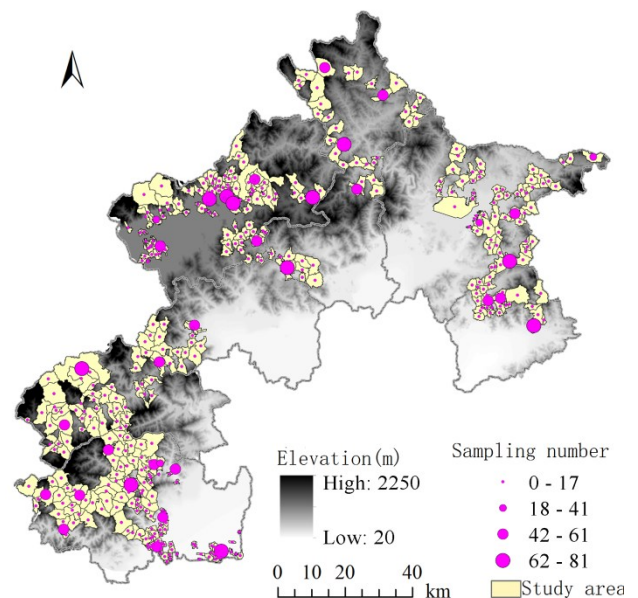 Elevation(m)
High: 2250
Low: 20
0 10 20 40
km
Sampling number
0 - 17
18 - 41
42 - 61
62 - 81
Study area